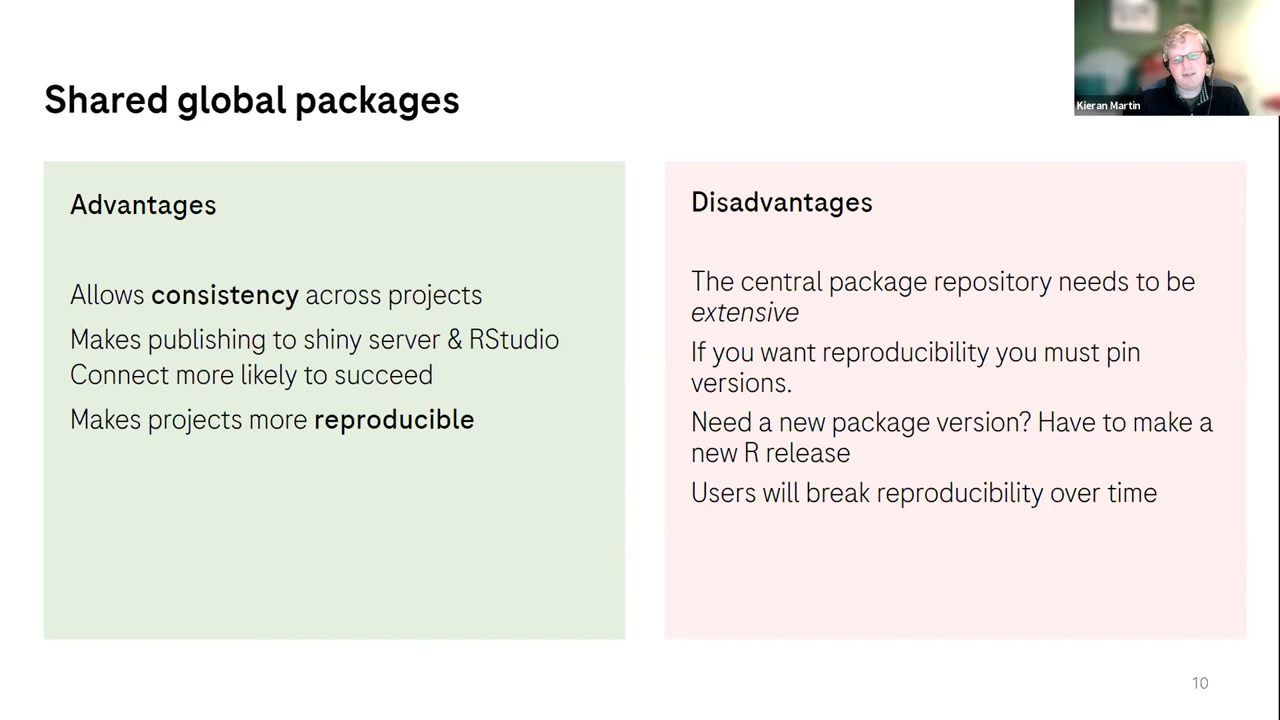 Kieran Martin
Shared global packages
Advantages
Allows consistency across projects
Makes publishing to shiny server & RStudio
Connect more likely to succeed
Makes projects more reproducible
Disadvantages
The central package repository needs to be
extensive
If you want reproducibility you must pin
versions.
Need a new package version? Have to make a
new R release
Users will break reproducibility over time
10